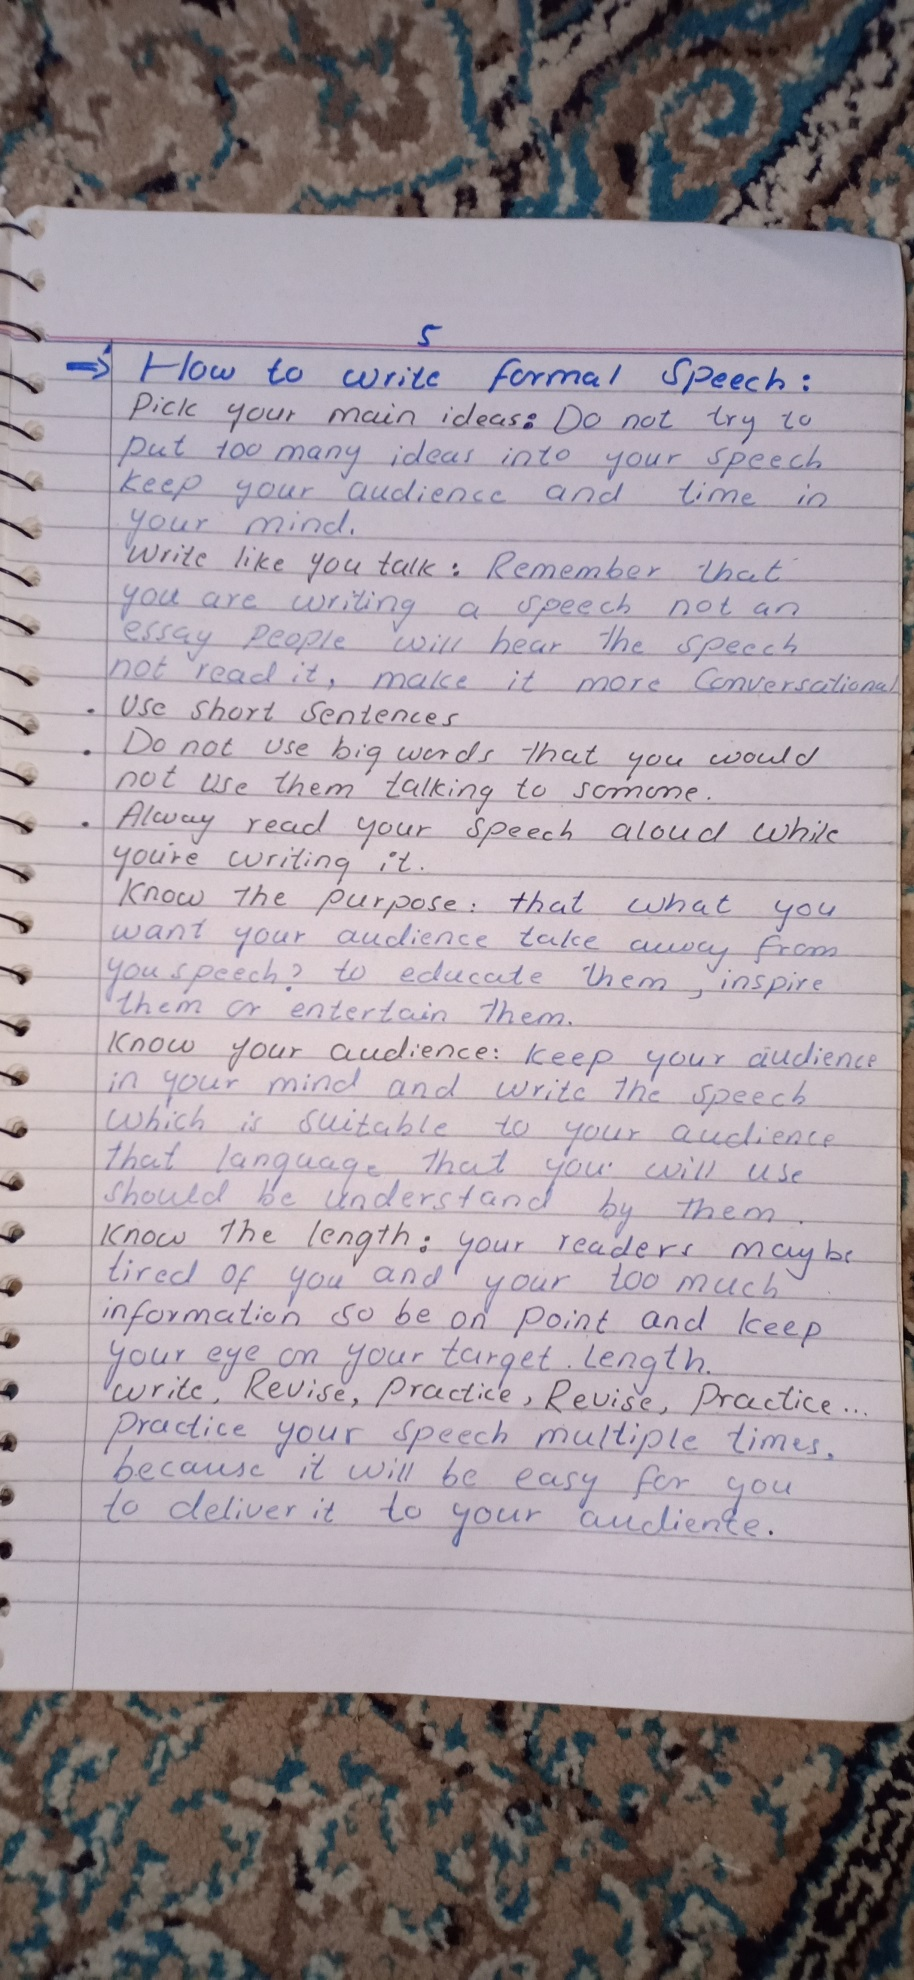 5
⇒ How to write formal Speech:
Pick your main ideas: Do not try to
put too many ideas into your speech
keep your audience and time in
your mind.
Write like you talk: Remember that
you are writing a speech not an
essay people will hear the speech
not read it, make it more Conversational
. Use short sentences
. Do not use big words that you would
not use them talking to somone.
. Alway read your speech aloud while
you're writing it.
Know the purpose: that what you
want your audience take away from
you speech? to educate them, inspire
them or entertain them.
Know your audience: keep your audience
in your mind and write the speech
which is suitable to your audience
that language that you will use
should be understand by them.
Know the length: your readers maybe
tired of you and your too much
information so be on point and keep
your eye on your target. length.
write, Revise, practice, Revise, practice...
practice your speech multiple times,
because it will be easy for you
to deliver it to your audience.